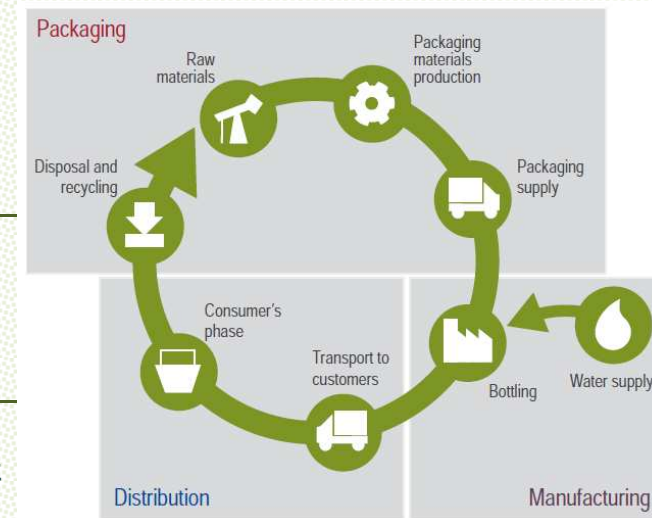 Packaging
Raw
materials
Packaging
materials
production
Disposal and
recycling
Packaging
supply
Consumer's
phase
Transport to
customers
Bottling
Water supply
Distribution
Manufacturing